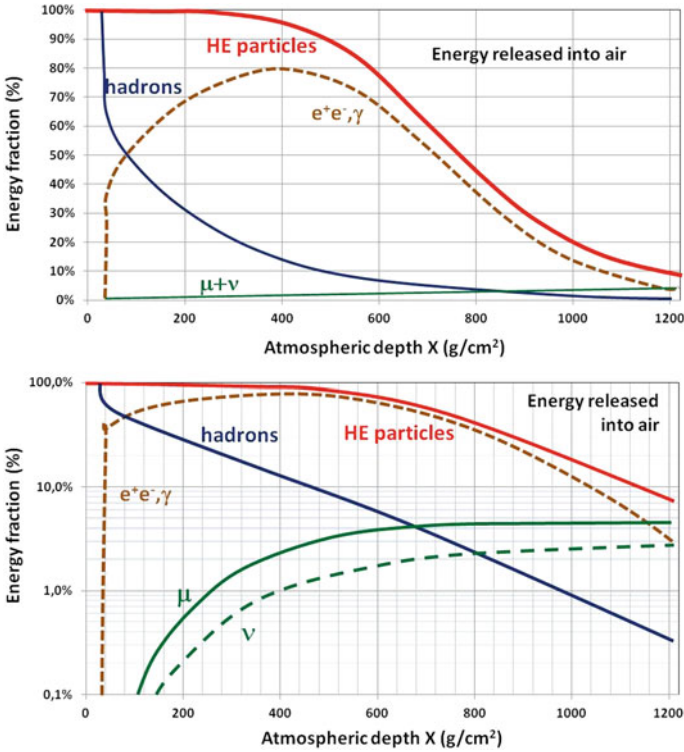 100%
90%
80%
70%
60%
50%
40%
30%
20%
10%
0%
Energy fraction (%)
HE particles
Energy released into air
hadrons
e⁺e⁻,γ
μ+ν
0 200 400 600 800 1000 1200
Atmospheric depth X (g/cm²)
100,0%
10,0%
1,0%
0,1%
Energy fraction (%)
Energy released
into air
hadrons
HE particles
e⁺e⁻,γ
μ
ν
0 200 400 600 800 1000 1200
Atmospheric depth X (g/cm²)